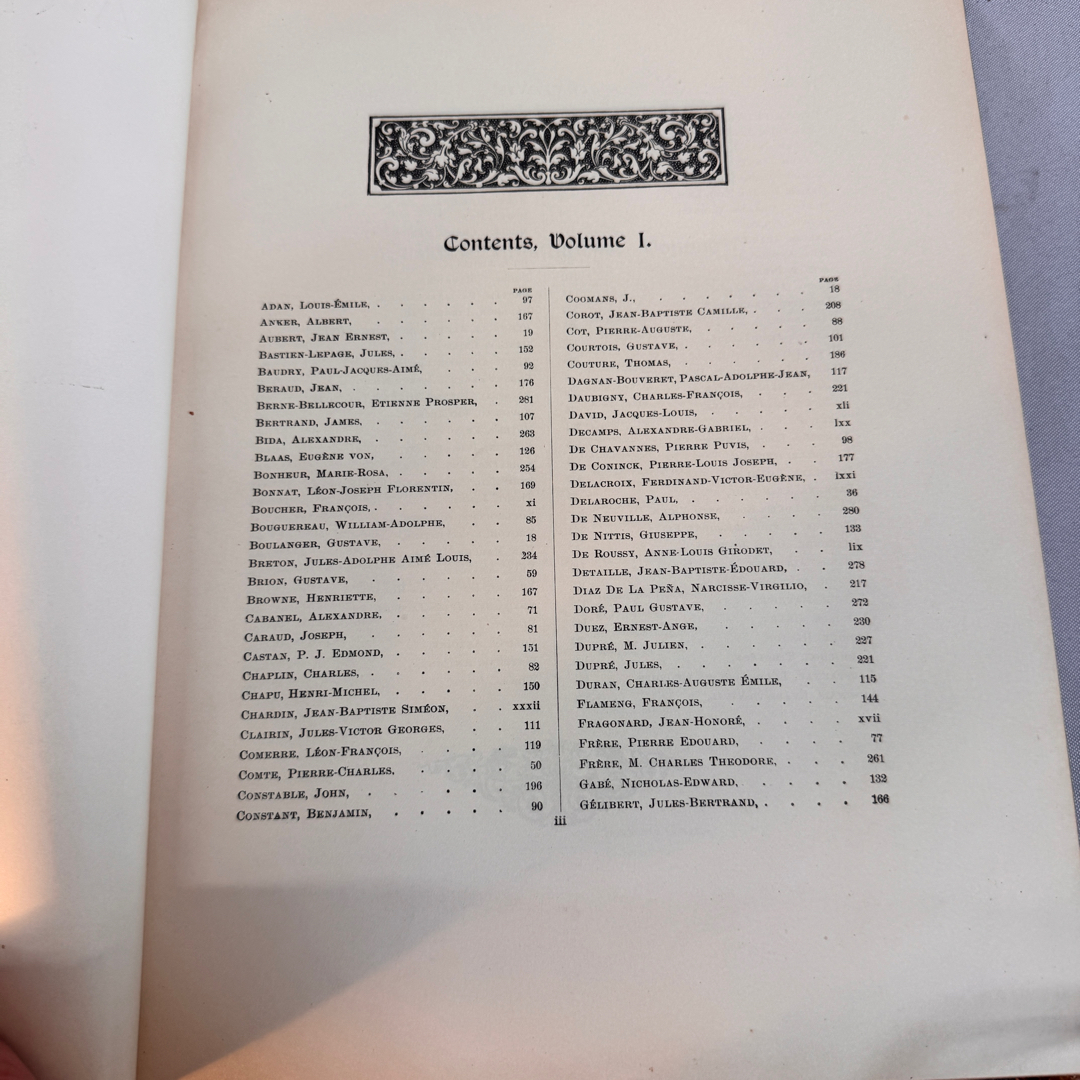 Contents, Volume I.
PAGE
Adan, Louis-Émile, . . . . . . 97
Anker, Albert, . . . . . . 167
Aubert, Jean Ernest, . . . . . 19
Bastien-Lepage, Jules, . . . . . 152
Baudry, Paul-Jacques-Aimé, . . . 92
Beraud, Jean, . . . . . . 176
Berne-Bellecour, Etienne Prosper, . 281
Bertrand, James, . . . . . 107
Bida, Alexandre, . . . . . 263
Blaas, Eugène von, . . . . . 126
Bonheur, Marie-Rosa, . . . . . 254
Bonnat, Léon-Joseph Florentin, . . 169
Boucher, François, . . . . . xi
Bouguereau, William-Adolphe, . . 85
Boulanger, Gustave, . . . . . 18
Breton, Jules-Adolphe Aimé Louis, . 234
Brion, Gustave, . . . . . 59
Browne, Henriette, . . . . . 167
Cabanel, Alexandre, . . . . . 71
Caraud, Joseph, . . . . . 81
Castan, P. J. Edmond, . . . . . 151
Chaplin, Charles, . . . . . . 82
Chapu, Henri-Michel, . . . . . 150
Chardin, Jean-Baptiste Siméon, . . xxxii
Clairin, Jules-Victor Georges, . . 111
Comerre, Léon-François, . . . . 119
Comte, Pierre-Charles, . . . . 50
Constable, John, . . . . . . 196
Constant, Benjamin, . . . . . 90
PAGE
Coomans, J., . . . . . . . 18
Corot, Jean-Baptiste Camille, . . . 208
Cot, Pierre-Auguste, . . . . . 88
Courtois, Gustave, . . . . . . 101
Couture, Thomas, . . . . . . 186
Dagnan-Bouveret, Pascal-Adolphe-Jean, 117
Daubigny, Charles-François, . . . 221
David, Jacques-Louis, . . . . . xli
Decamps, Alexandre-Gabriel, . . . lxx
De Chavannes, Pierre Puvis, . . . 98
De Coninck, Pierre-Louis Joseph, . . 177
Delacroix, Ferdinand-Victor-Eugène, . lxxi
Delaroche, Paul, . . . . . . 36
De Neuville, Alphonse, . . . . 280
De Nittis, Giuseppe, . . . . . 133
De Roussy, Anne-Louis Girodet, . . lix
Detaille, Jean-Baptiste-Édouard, . . 278
Diaz De La Peña, Narcisse-Virgilio, . 217
Doré, Paul Gustave, . . . . . 272
Duez, Ernest-Ange, . . . . . 230
Dupré, M. Julien, . . . . . . 227
Dupré, Jules, . . . . . . . 221
Duran, Charles-Auguste Émile, . . 115
Flameng, François, . . . . . 144
Fragonard, Jean-Honoré, . . . . xvii
Frère, Pierre Edouard, . . . . 77
Frère, M. Charles Theodore, . . . 261
Gabé, Nicholas-Edward, . . . . 132
Gélibert, Jules-Bertrand, . . . . 166
iii